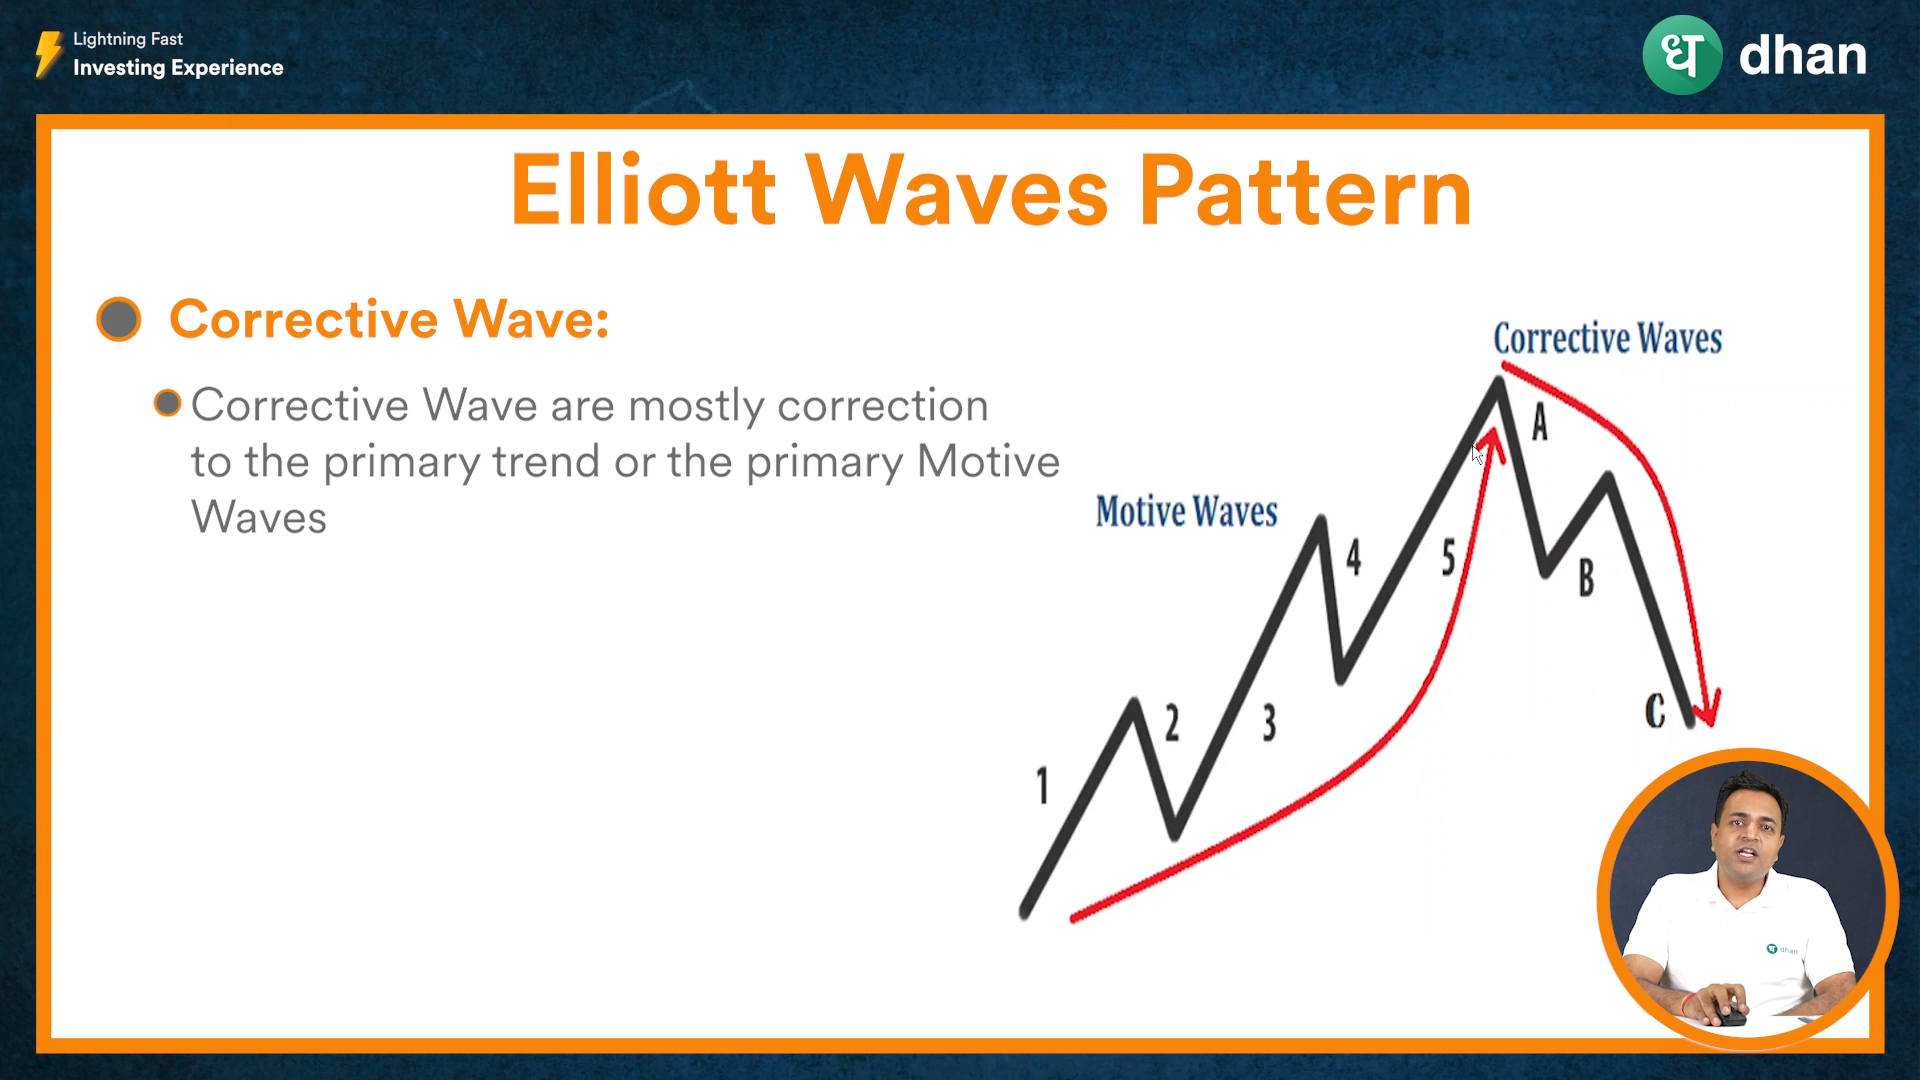 Lightning Fast
Investing Experience
ध dhan
Elliott Waves Pattern
Corrective Wave:
Corrective Wave are mostly correction
to the primary trend or the primary Motive
Waves
Corrective Waves
A
Motive Waves
4
5
B
2
3
C
1
ध dhan